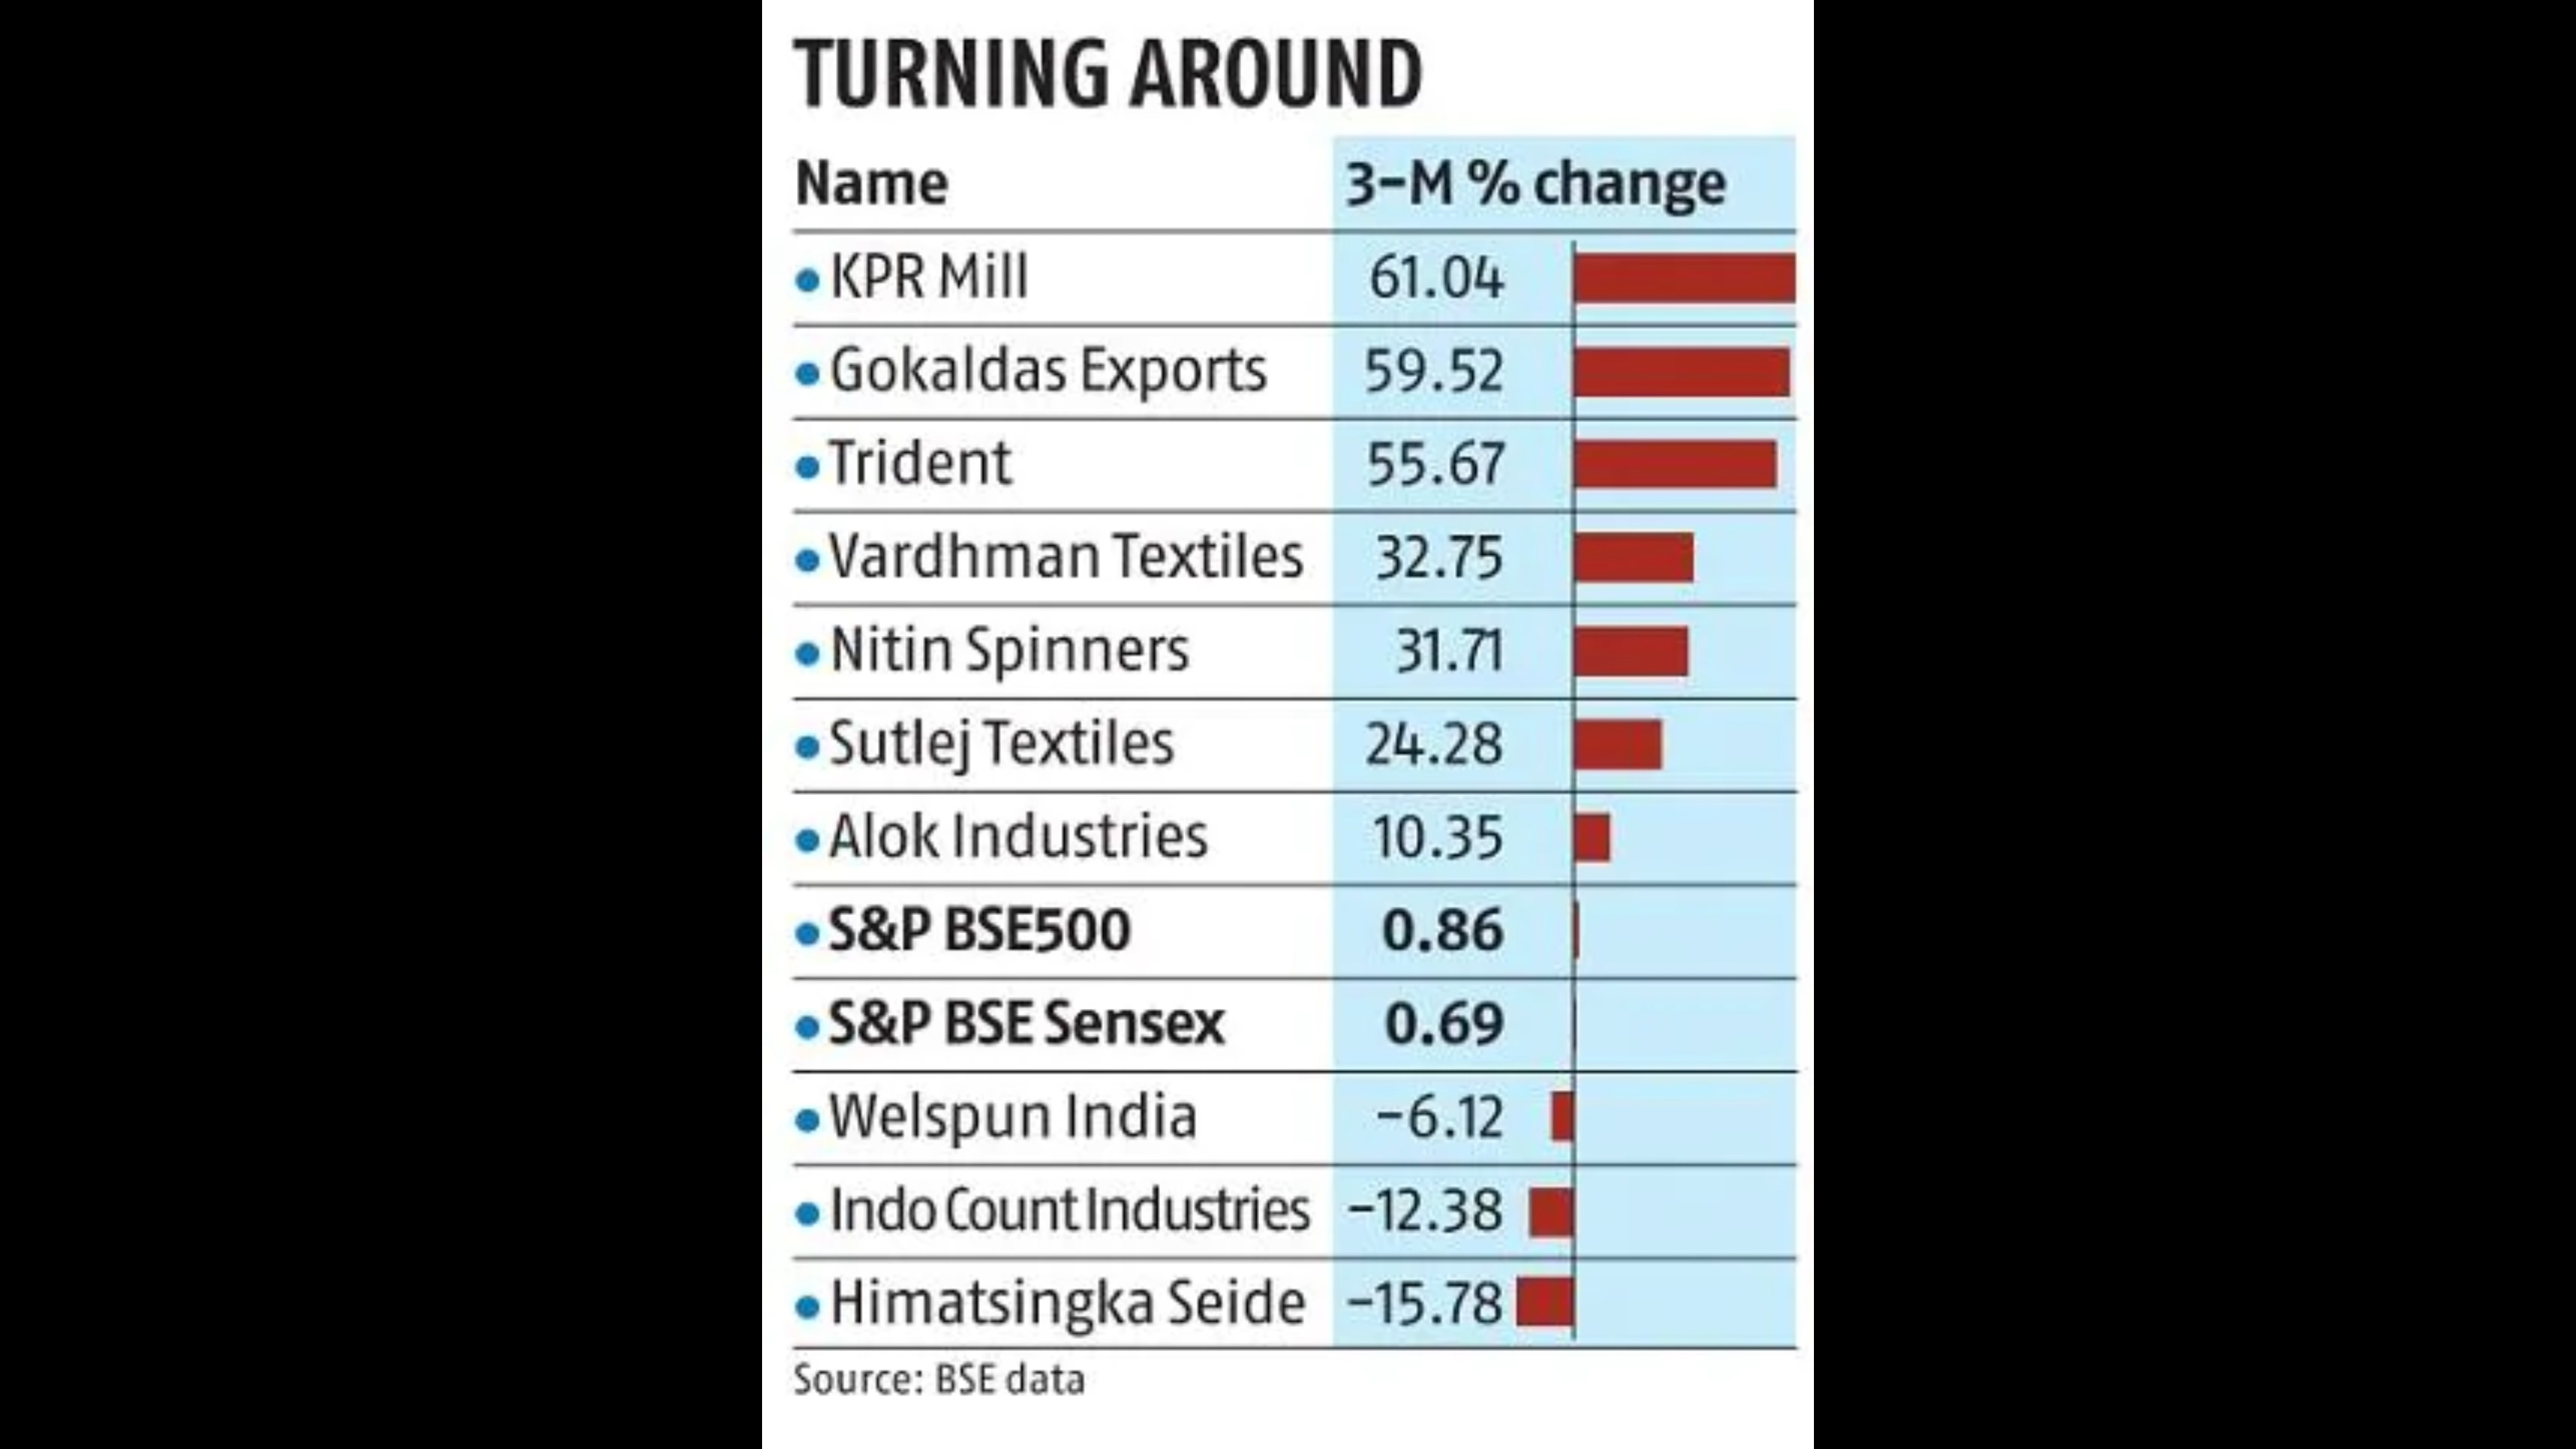 TURNING AROUND
Name 3-M % change
• KPR Mill 61.04
• Gokaldas Exports 59.52
• Trident 55.67
• Vardhman Textiles 32.75
• Nitin Spinners 31.71
• Sutlej Textiles 24.28
• Alok Industries 10.35
• S&P BSE500 0.86
• S&P BSE Sensex 0.69
• Welspun India -6.12
• Indo Count Industries -12.38
• Himatsingka Seide -15.78
Source: BSE data